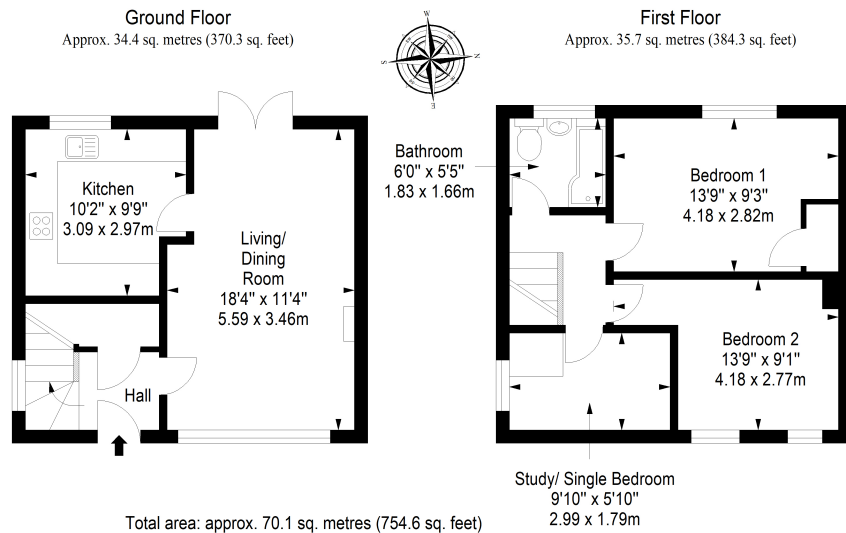 Ground Floor
Approx. 34.4 sq. metres (370.3 sq. feet)
W
N
S
E
First Floor
Approx. 35.7 sq. metres (384.3 sq. feet)
Kitchen
10'2" x 9'9"
3.09 x 2.97m
Living/
Dining
Room
18'4" x 11'4"
5.59 x 3.46m
Hall
Bathroom
6'0" x 5'5"
1.83 x 1.66m
Bedroom 1
13'9" x 9'3"
4.18 x 2.82m
Bedroom 2
13'9" x 9'1"
4.18 x 2.77m
Study/ Single Bedroom
9'10" x 5'10"
2.99 x 1.79m
Total area: approx. 70.1 sq. metres (754.6 sq. feet)